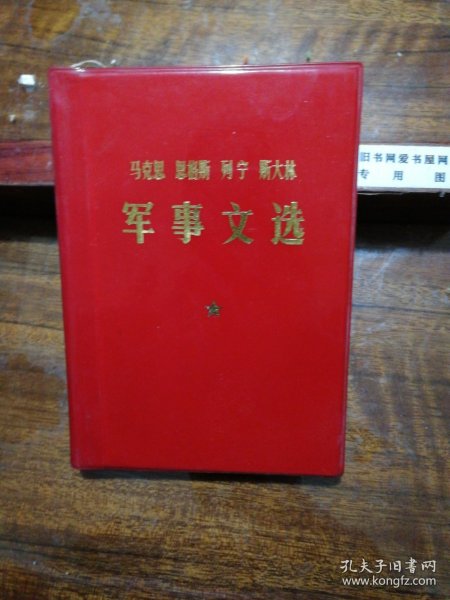 马克思 恩格斯 列宁 斯大林
军事文选
旧书网爱书屋网
专用图
孔夫子旧书网
www.kongfz.com